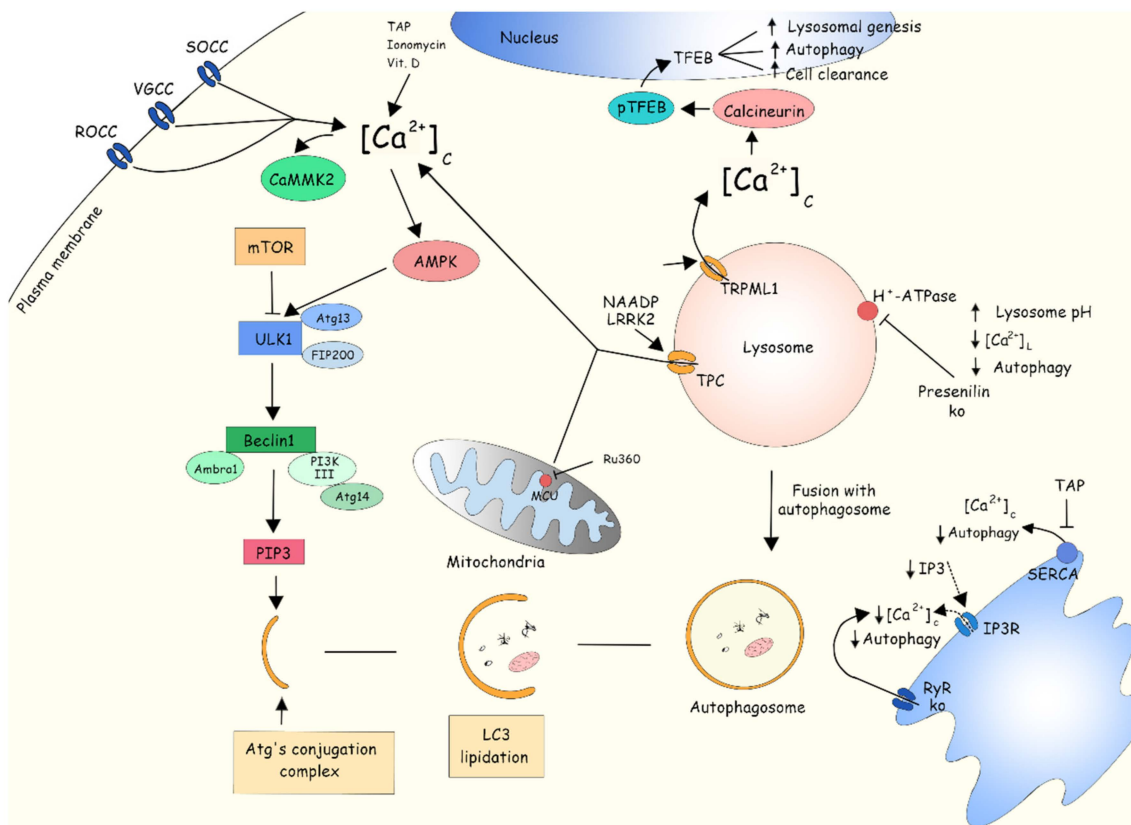 Nucleus
TFEB
↑ Lysosomal genesis
↑ Autophagy
↑ Cell clearance
pTFEB
Calcineurin
[Ca²⁺]c
TAP
Ionomycin
Vit. D
SOCC
VGCC
ROCC
Plasma membrane
[Ca²⁺]c
CaMMK2
AMPK
mTOR
ULK1
Atg13
FIP200
Beclin1
Ambra1
PI3K
III
Atg14
PIP3
Atg's conjugation
complex
LC3
lipidation
TRPML1
NAADP
LRRK2
TPC
Lysosome
H⁺-ATPase
↑ Lysosome pH
↓ [Ca²⁺]L
↓ Autophagy
Presenilin
ko
Ru360
MCU
Mitochondria
Fusion with
autophagosome
Autophagosome
TAP
[Ca²⁺]c
↓ Autophagy
SERCA
↓ IP3
↓ [Ca²⁺]c
↓ Autophagy
IP3R
RyR
ko